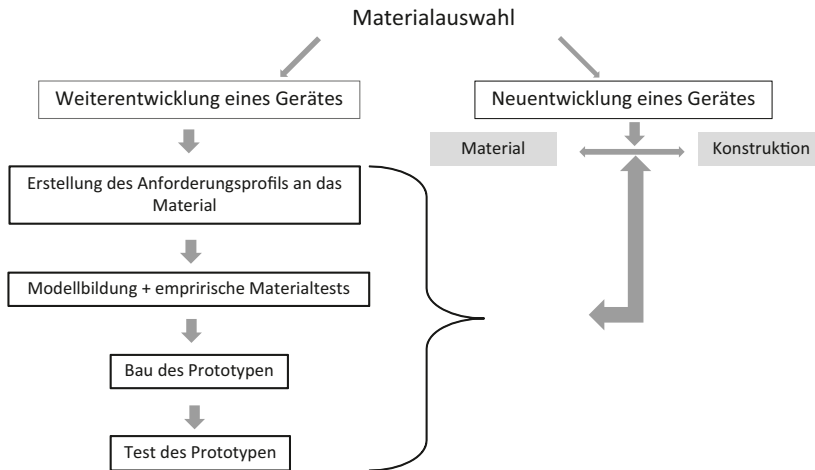 Materialauswahl
Weiterentwicklung eines Gerätes
Neuentwicklung eines Gerätes
Material
Konstruktion
Erstellung des Anforderungsprofils an das
Material
Modellbildung + emprirische Materialtests
Bau des Prototypen
Test des Prototypen